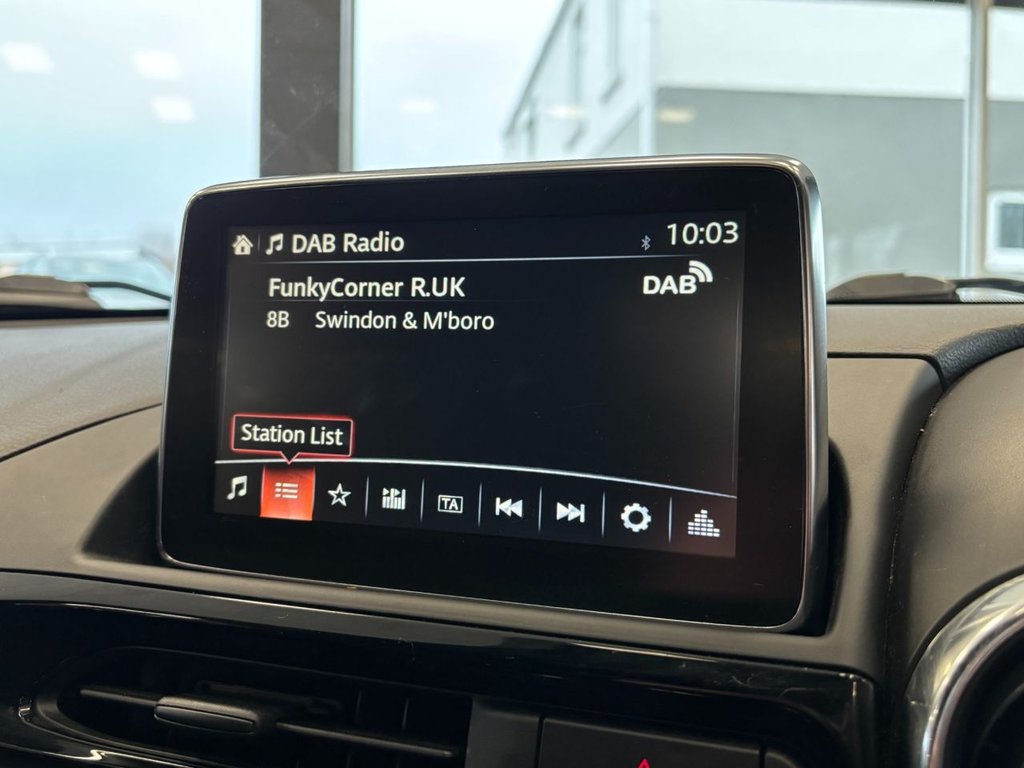 DAB Radio 10:03
FunkyCorner R.UK DAB
8B Swindon & M'boro
Station List
TA